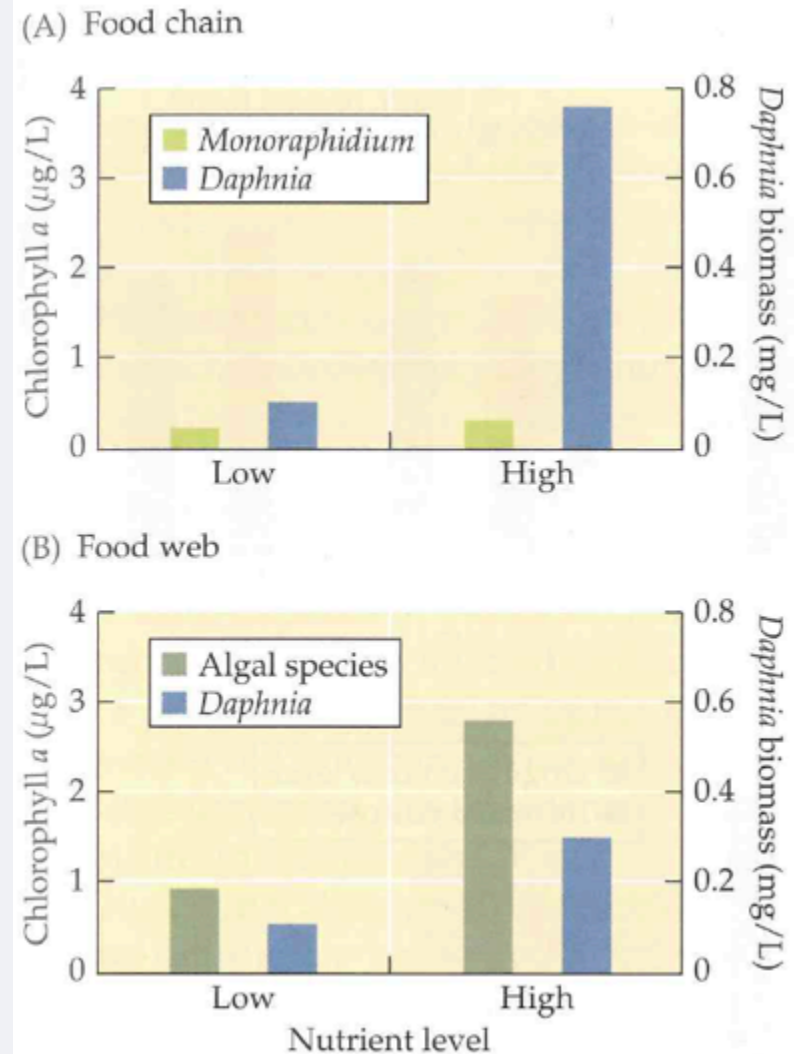 (A) Food chain
Chlorophyll a (µg/L)
4
3
2
1
0
Monoraphidium
Daphnia
0.8
0.6
0.4
0.2
0
Daphnia biomass (mg/L)
Low
High
(B) Food web
Chlorophyll a (µg/L)
4
3
2
1
0
Algal species
Daphnia
0.8
0.6
0.4
0.2
0
Daphnia biomass (mg/L)
Low
High
Nutrient level